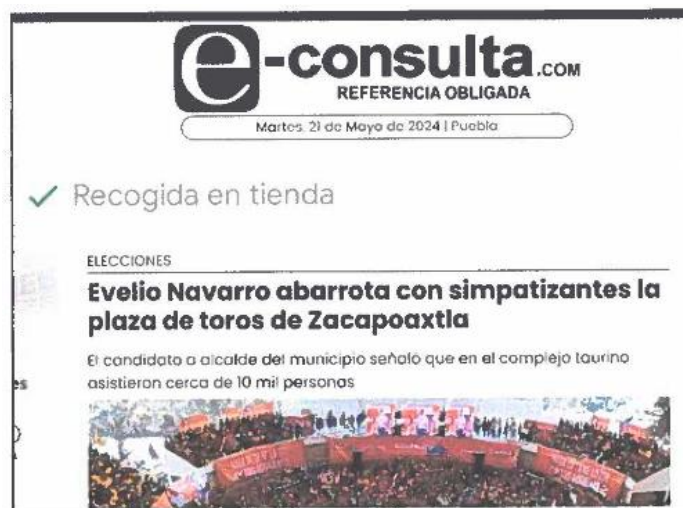 e-consulta.COM
REFERENCIA OBLIGADA
Martes, 21 de Mayo de 2024 | Puebla
Recogida en tienda
ELECCIONES
Evelio Navarro abarrota con simpatizantes la
plaza de toros de Zacapoaxtla
El candidato a alcalde del municipio señaló que en el complejo taurino
asistieron cerca de 10 mil personas